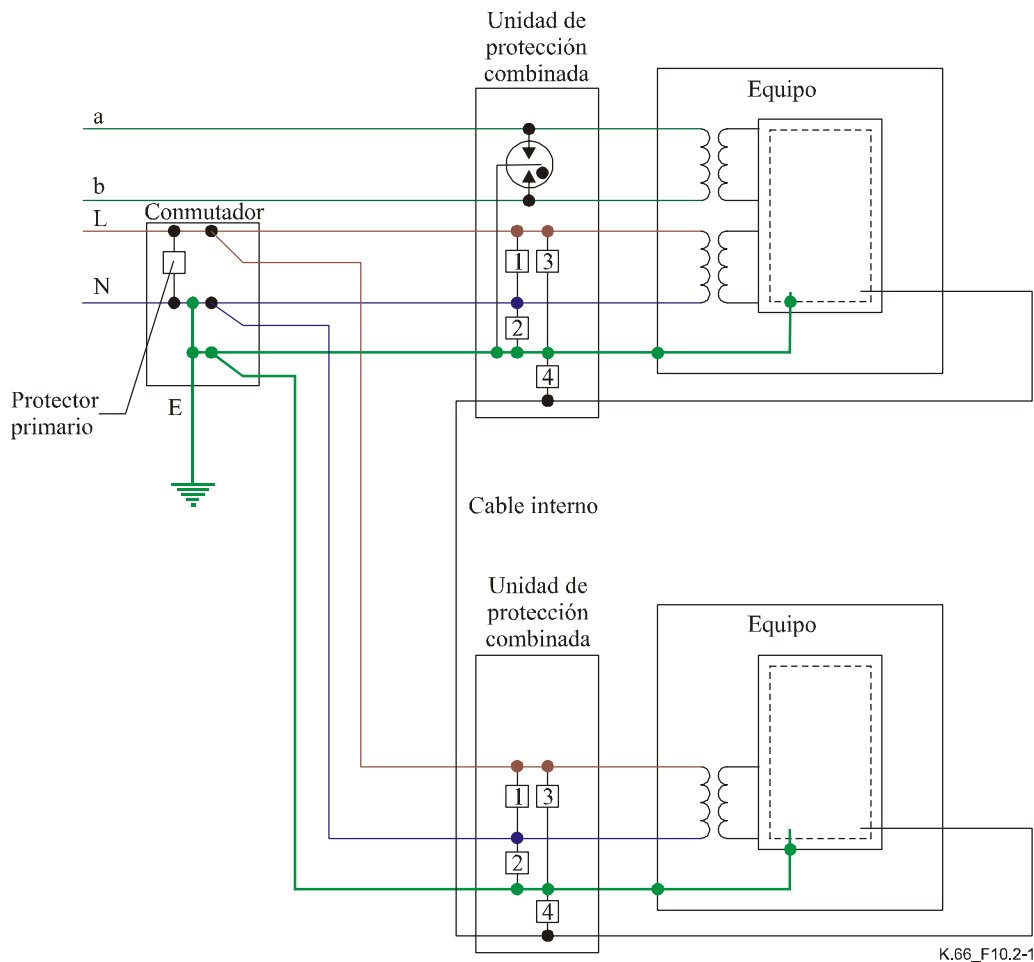 Unidad de
protección
combinada
Equipo
a
b
Conmutador
L
1
3
N
2
4
Protector
primario
E
Cable interno
Unidad de
protección
combinada
Equipo
1
3
2
4
K.66_F10.2-1